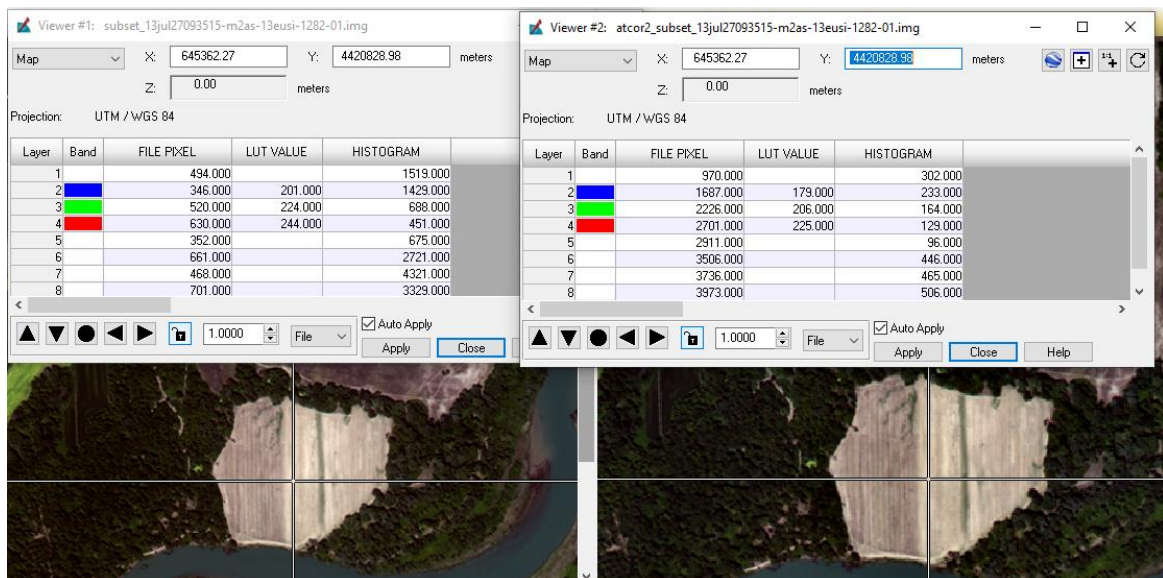 Viewer #1: subset_13jul27093515-m2as-13eusi-1282-01.img
Map X: 645362.27 Y: 4420828.98 meters
Z: 0.00 meters
Projection: UTM / WGS 84
Layer Band FILE PIXEL LUT VALUE HISTOGRAM
1 494.000 1519.000
2 346.000 201.000 1429.000
3 520.000 224.000 688.000
4 630.000 244.000 451.000
5 352.000 675.000
6 661.000 2721.000
7 468.000 4321.000
8 701.000 3329.000
1.0000 File Auto Apply
Apply Close
Viewer #2: atcor2_subset_13jul27093515-m2as-13eusi-1282-01.img
Map X: 645362.27 Y: 4420828.98 meters
Z: 0.00 meters
Projection: UTM / WGS 84
Layer Band FILE PIXEL LUT VALUE HISTOGRAM
1 970.000 302.000
2 1687.000 179.000 233.000
3 2226.000 206.000 164.000
4 2701.000 225.000 129.000
5 2911.000 96.000
6 3506.000 446.000
7 3736.000 465.000
8 3973.000 506.000
1.0000 File Auto Apply
Apply Close Help